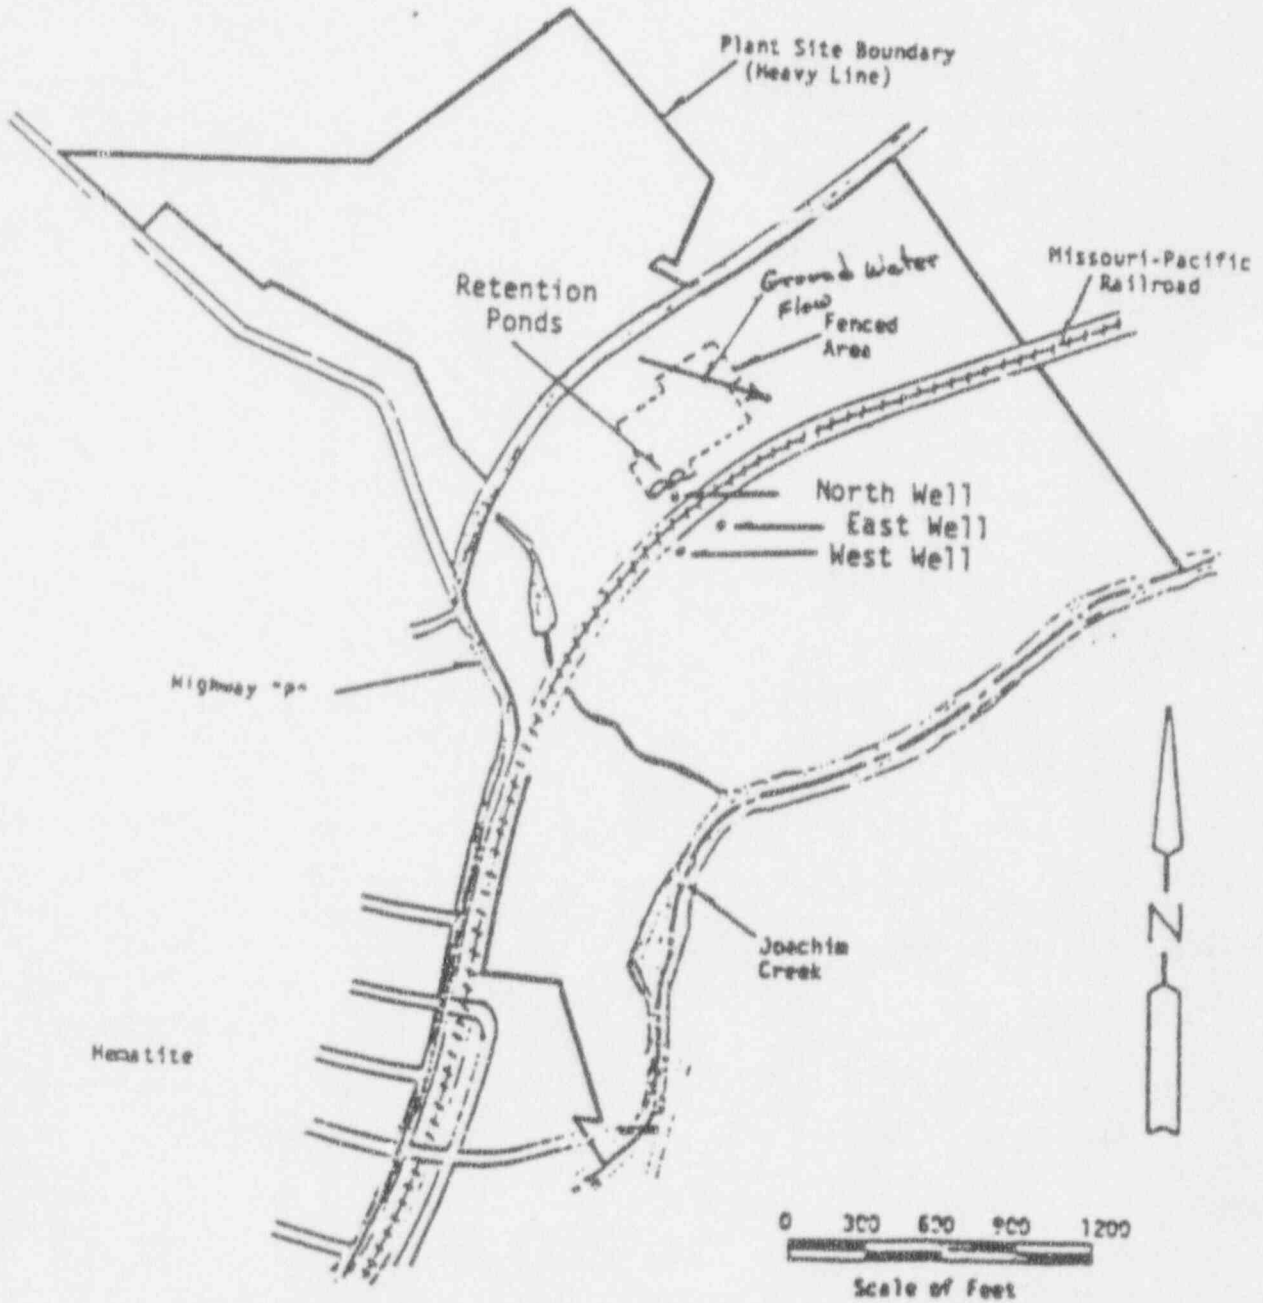 Plant Site Boundary
(Heavy Line)
Missouri-Pacific
Railroad
Ground Water
Flow
Retention
Ponds
Fenced
Area
North Well
East Well
West Well
Highway "P"
N
Joachim
Creek
Hematite
0 300 600 900 1200
Scale of Feet